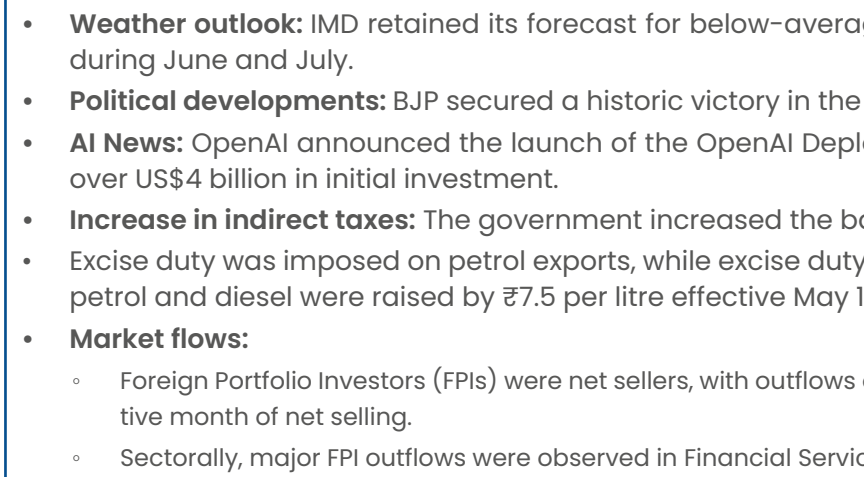 • Weather outlook: IMD retained its forecast for below-avera
during June and July.
• Political developments: BJP secured a historic victory in the
• AI News: OpenAI announced the launch of the OpenAI Depl
over US$4 billion in initial investment.
• Increase in indirect taxes: The government increased the ba
• Excise duty was imposed on petrol exports, while excise duty
petrol and diesel were raised by ₹7.5 per litre effective May 1
• Market flows:
◦ Foreign Portfolio Investors (FPIs) were net sellers, with outflows
tive month of net selling.
◦ Sectorally, major FPI outflows were observed in Financial Servic